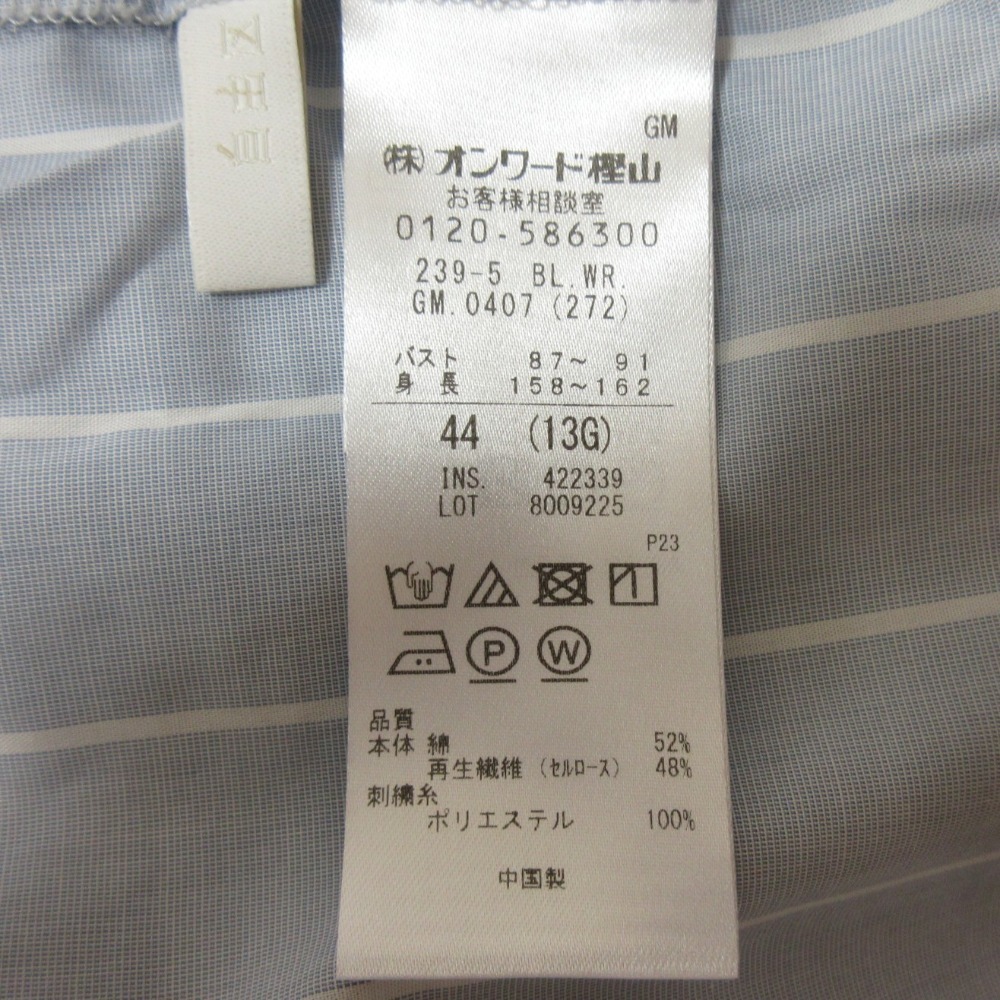 自主区
GM
(株)オンワード樫山
お客様相談室
0120-586300
239-5 BL.WR.
GM.0407 (272)
バスト 87～ 91
身 長 158～162
44 (13G)
INS. 422339
LOT 8009225
P23
P W
品質
本体 綿 52%
再生繊維 (セルロース) 48%
刺繍糸
ポリエステル 100%
中国製